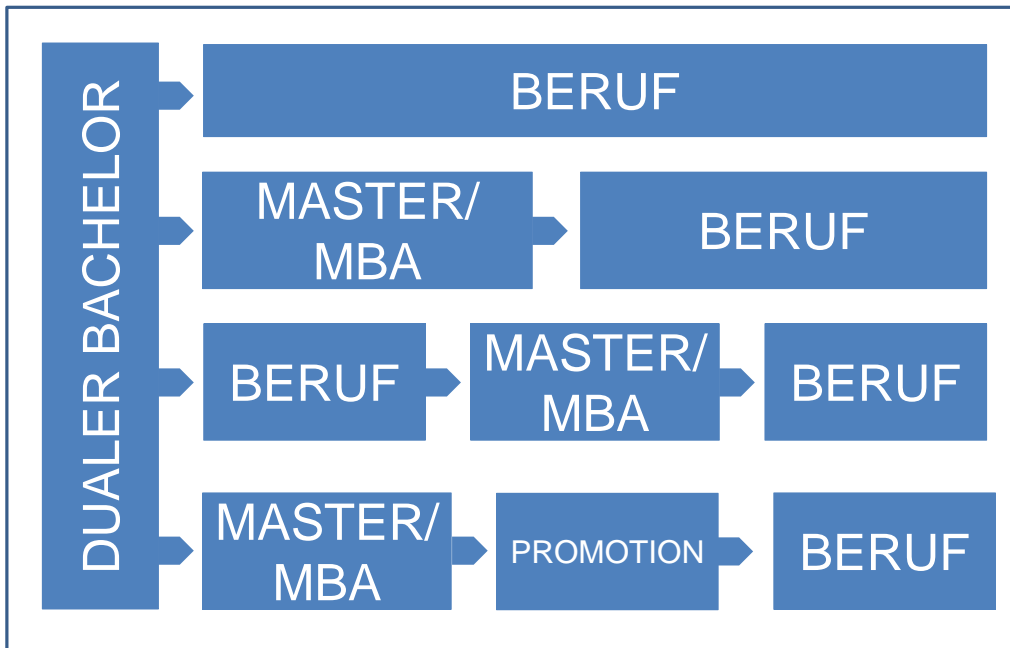 DUALER BACHELOR
BERUF
MASTER/
MBA
BERUF
BERUF
MASTER/
MBA
BERUF
MASTER/
MBA
PROMOTION
BERUF